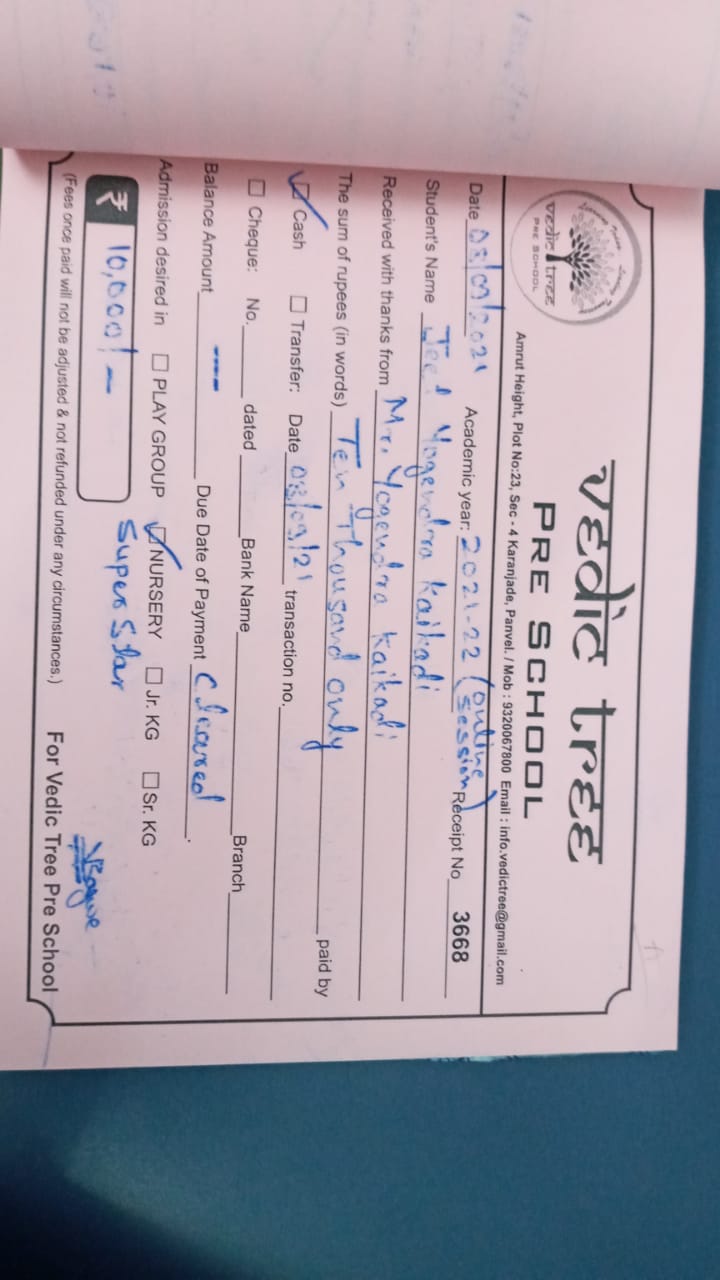 vedic tree
PRE SCHOOL
vedic tree
PRE SCHOOL
Amrut Height, Plot No:23, Sec - 4 Karanjade, Panvel. / Mob : 9320067800 Email : info.vedictree@gmail.com
Date 08/09/2021 Academic year: 2021-22 (online session) Receipt No 3668
Student's Name Jeel Yogendra Kaikadi
Received with thanks from Mr. Yogendra Kaikadi
The sum of rupees (in words) Ten Thousand only paid by
Cash Transfer: Date 08/09/21 transaction no.
Cheque: No. dated Bank Name Branch
Balance Amount ---- Due Date of Payment Cleared.
Admission desired in PLAY GROUP NURSERY Jr. KG Sr. KG
₹ 10,000/- Super Star
(Fees once paid will not be adjusted & not refunded under any circumstances.) For Vedic Tree Pre School